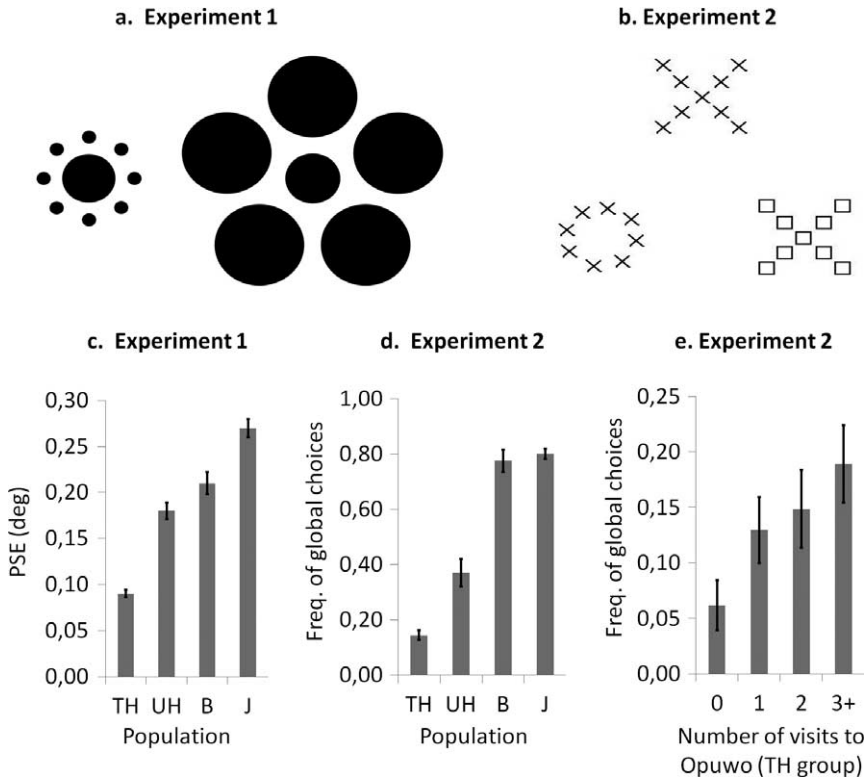 a. Experiment 1
b. Experiment 2
c. Experiment 1
PSE (deg)
0,30
0,25
0,20
0,15
0,10
0,05
0,00
TH UH B J
Population
d. Experiment 2
Freq. of global choices
1,00
0,80
0,60
0,40
0,20
0,00
TH UH B J
Population
e. Experiment 2
Freq. of global choices
0,25
0,20
0,15
0,10
0,05
0,00
0 1 2 3+
Number of visits to
Opuwo (TH group)